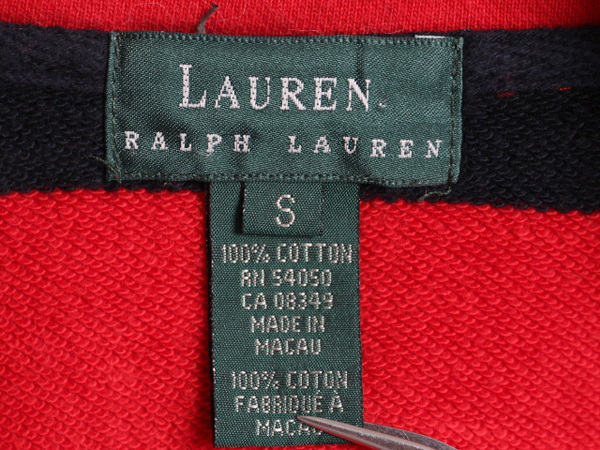 LAUREN
RALPH LAUREN
S
100% COTTON
RN 54050
CA 08349
MADE IN
MACAU
100% COTON
FABRIQUÉ À
MACAU